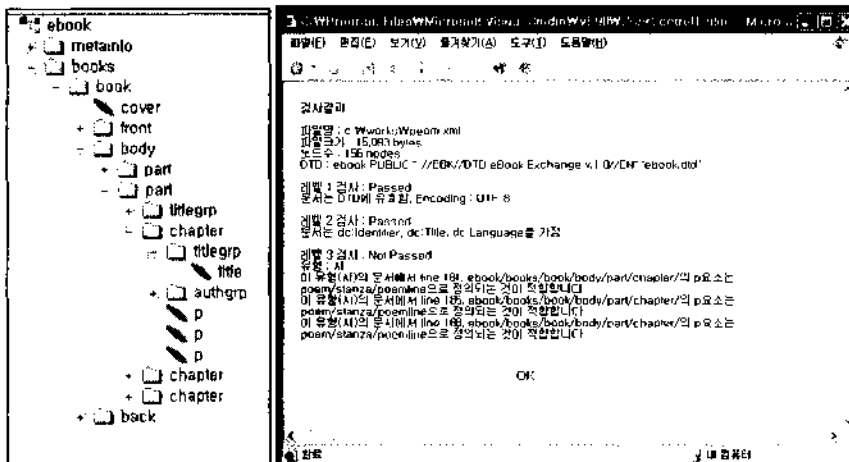 ebook
metainfo
books
book
cover
front
body
part
part
titlegrp
chapter
titlegrp
title
authgrp
p
p
p
chapter
chapter
back
파일(F) 편집(E) 보기(V) 즐겨찾기(A) 도구(T) 도움말(H)
검사결과
파일명 : c:₩works₩peom.xml
파일크기 : 15,093 bytes
노드수 : 156 nodes
DTD : ebook PUBLIC "-//EBK//DTD eBook Exchange v.1.0//EN" "ebook.dtd"
레벨 1 검사 : Passed
문서는 DTD에 유효함, Encoding : UTF-8
레벨 2 검사 : Passed
문서는 dc:Identifier, dc:Title, dc:Language를 가짐
레벨 3 검사 : Not Passed
유형 : 시
이 유형(시)의 문서에서 line 181, ebook/books/book/body/part/chapter/의 p요소는
poem/stanza/poemline으로 정의되는 것이 적합합니다
이 유형(시)의 문서에서 line 185, ebook/books/book/body/part/chapter/의 p요소는
poem/stanza/poemline으로 정의되는 것이 적합합니다
이 유형(시)의 문서에서 line 188, ebook/books/book/body/part/chapter/의 p요소는
poem/stanza/poemline으로 정의되는 것이 적합합니다
OK
완료
내 컴퓨터